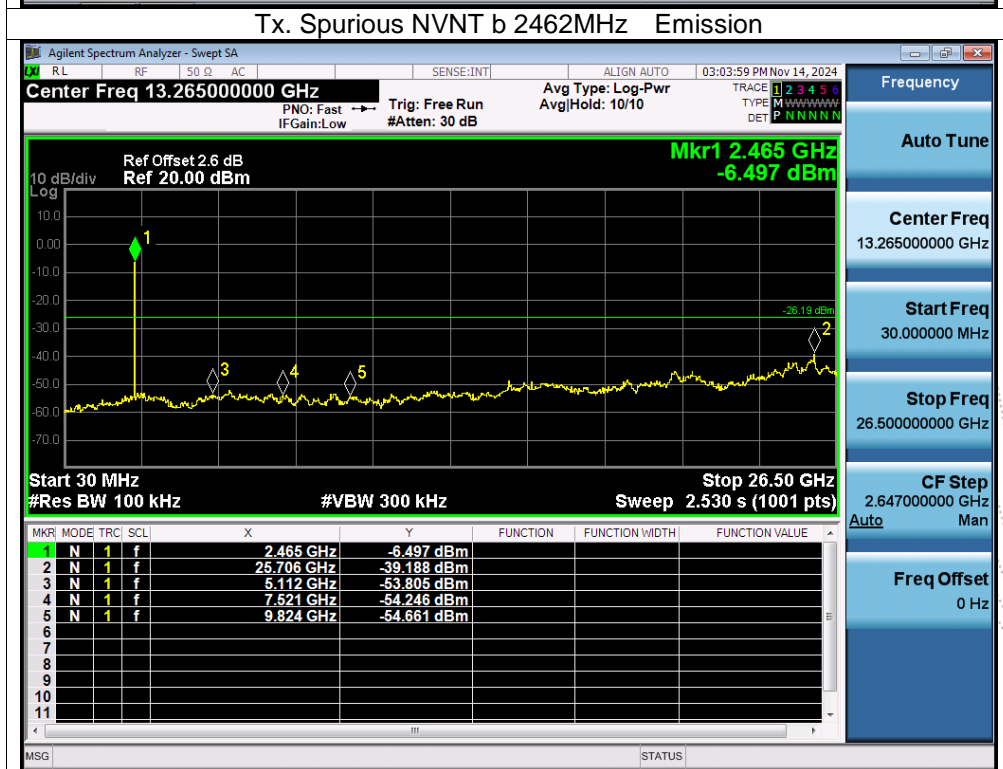 Tx. Spurious NVNT b 2462MHz Emission
Agilent Spectrum Analyzer - Swept SA
LXI RL RF 50 Ω AC SENSE:INT ALIGN AUTO 03:03:59 PM Nov 14, 2024
Center Freq 13.265000000 GHz
PNO: Fast
IFGain:Low
Trig: Free Run
#Atten: 30 dB
Avg Type: Log-Pwr
Avg|Hold: 10/10
TRACE 1 2 3 4 5 6
TYPE M WWWWW
DET P N N N N N
Ref Offset 2.6 dB
Ref 20.00 dBm
10 dB/div
Log
Mkr1 2.465 GHz
-6.497 dBm
10.0
0.00
-10.0
-20.0
-30.0
-40.0
-50.0
-60.0
-70.0
1
-26.19 dBm
2
3
4
5
Start 30 MHz
Stop 26.50 GHz
#Res BW 100 kHz
#VBW 300 kHz
Sweep 2.530 s (1001 pts)
MKR MODE TRC SCL X Y FUNCTION FUNCTION WIDTH FUNCTION VALUE
1 N 1 f 2.465 GHz -6.497 dBm
2 N 1 f 25.706 GHz -39.188 dBm
3 N 1 f 5.112 GHz -53.805 dBm
4 N 1 f 7.521 GHz -54.246 dBm
5 N 1 f 9.824 GHz -54.661 dBm
6
7
8
9
10
11
MSG
STATUS
Frequency
Auto Tune
Center Freq
13.265000000 GHz
Start Freq
30.000000 MHz
Stop Freq
26.500000000 GHz
CF Step
2.647000000 GHz
Auto Man
Freq Offset
0 Hz